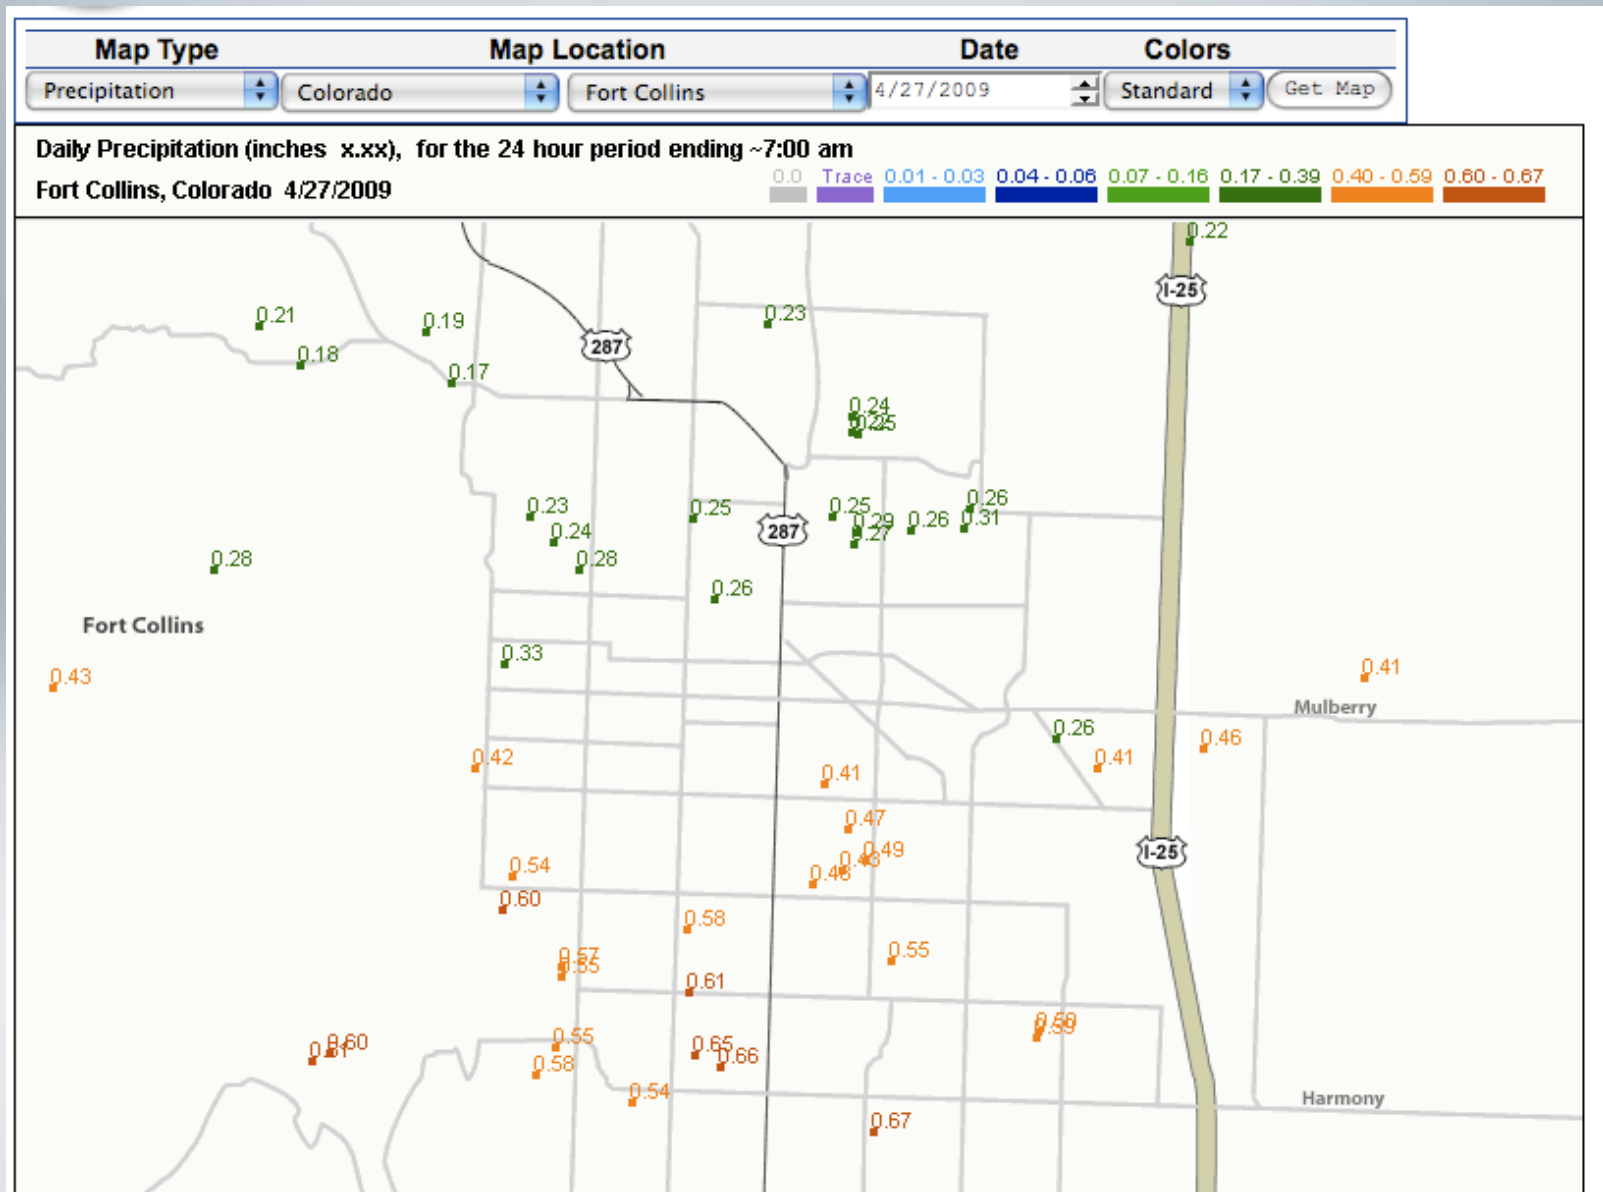 Map Type Map Location Date Colors
Precipitation Colorado Fort Collins 4/27/2009 Standard Get Map
Daily Precipitation (inches x.xx), for the 24 hour period ending ~7:00 am
Fort Collins, Colorado 4/27/2009
0.0 Trace 0.01 - 0.03 0.04 - 0.06 0.07 - 0.16 0.17 - 0.39 0.40 - 0.59 0.60 - 0.67
0.22
I-25
0.21 0.19 0.23
287
0.18
0.17
0.24
0.25
0.23 0.25 0.25 0.26
0.29 0.26 0.31
0.24 287 0.27
0.28 0.28
0.26
Fort Collins
0.33
0.43 0.41
Mulberry
0.26 0.46
0.42 0.41 0.41
0.47
0.49
I-25
0.54
0.60
0.58
0.57 0.55
0.55
0.61
0.59
0.60 0.55 0.65
0.66
0.58
0.54 Harmony
0.67